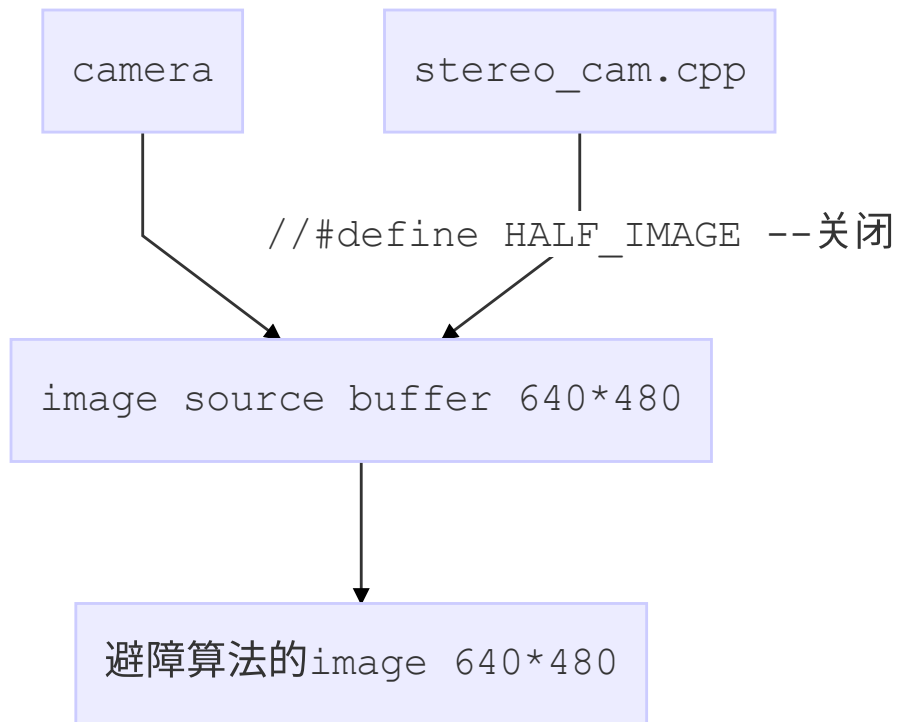 camera
stereo_cam.cpp
//#define HALF_IMAGE --关闭
image source buffer 640*480
避障算法的image 640*480